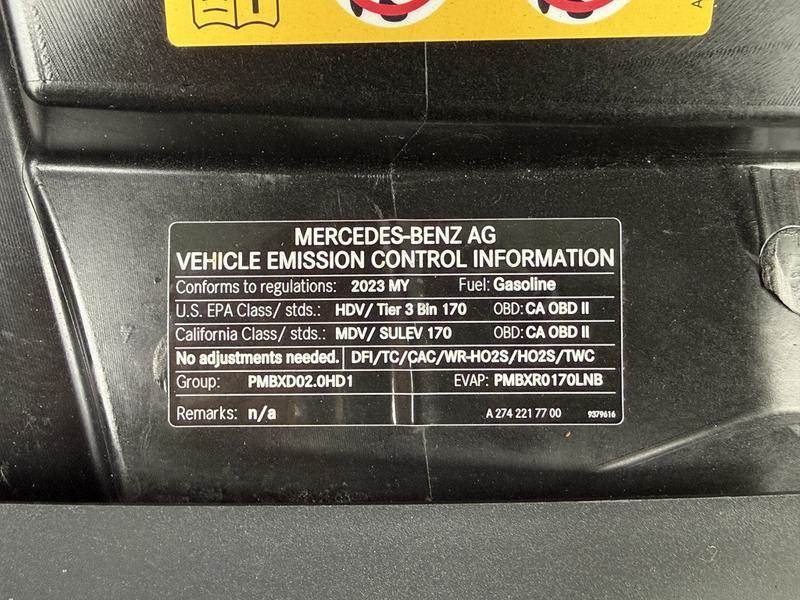 MERCEDES-BENZ AG
VEHICLE EMISSION CONTROL INFORMATION
Conforms to regulations: 2023 MY Fuel: Gasoline
U.S. EPA Class/ stds.: HDV/ Tier 3 Bin 170 OBD: CA OBD II
California Class/ stds.: MDV/ SULEV 170 OBD: CA OBD II
No adjustments needed. DFI/TC/CAC/WR-HO2S/HO2S/TWC
Group: PMBXD02.0HD1 EVAP: PMBXR0170LNB
Remarks: n/a A 274 221 77 00 9379616